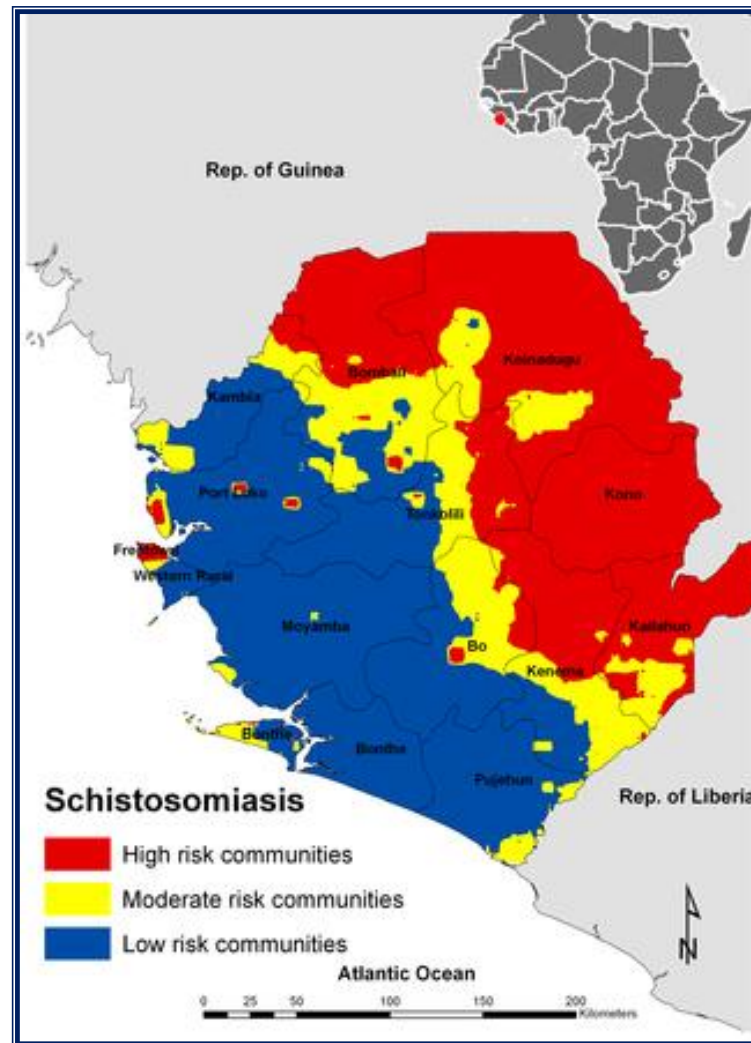 Rep. of Guinea
Koinadugu
Bombali
Kambia
Kono
Port Loko
Tonkolili
Freetown
Western Rural
Moyamba
Kailahun
Bo
Kenema
Bonthe
Bonthe
Pujehun
Rep. of Liberia
Schistosomiasis
High risk communities
Moderate risk communities
Low risk communities
N
Atlantic Ocean
0 25 50 100 150 200
Kilometers